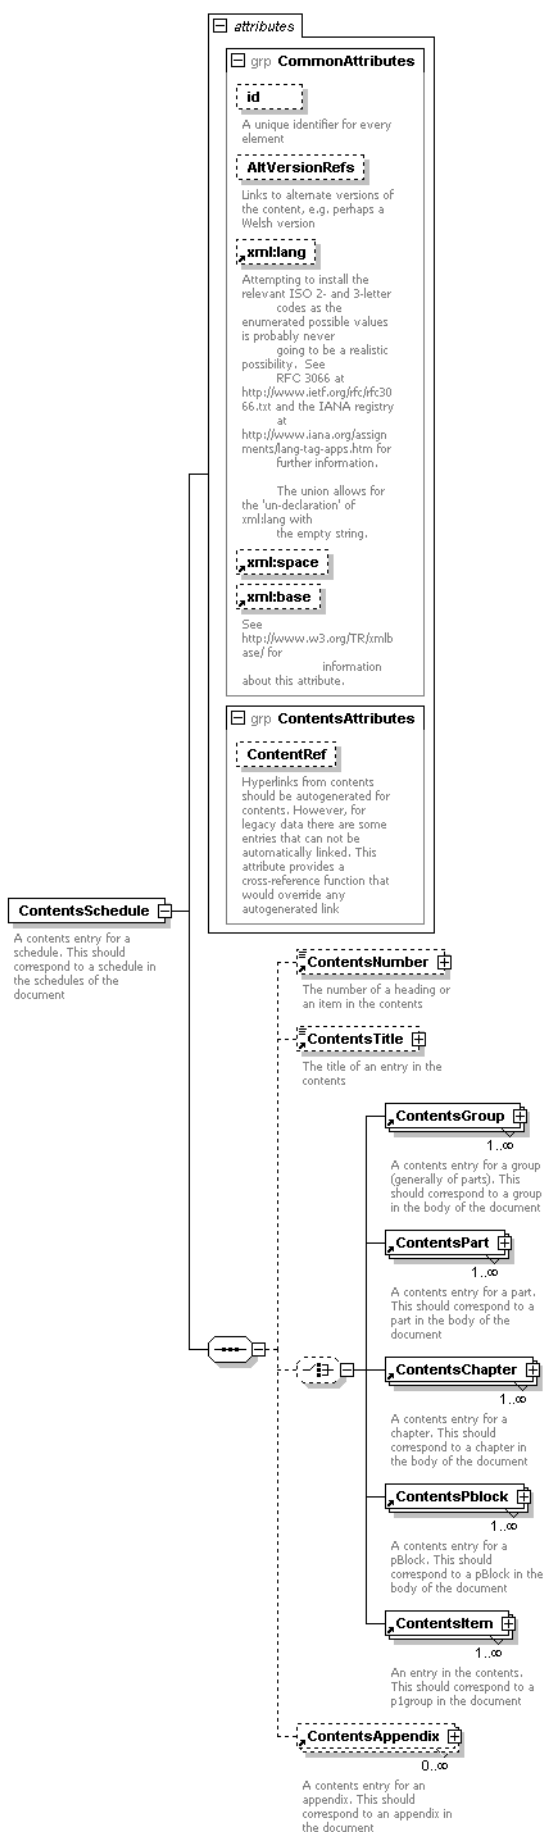 attributes
grp CommonAttributes
id
A unique identifier for every
element
AltVersionRefs
Links to alternate versions of
the content, e.g. perhaps a
Welsh version
xml:lang
Attempting to install the
relevant ISO 2- and 3-letter
codes as the
enumerated possible values
is probably never
going to be a realistic
possibility. See
RFC 3066 at
http://www.ietf.org/rfc/rfc30
66.txt and the IANA registry
at
http://www.iana.org/assign
ments/lang-tag-apps.htm for
further information.
The union allows for
the 'un-declaration' of
xml:lang with
the empty string.
xml:space
xml:base
See
http://www.w3.org/TR/xmlb
ase/ for
information
about this attribute.
grp ContentsAttributes
ContentRef
Hyperlinks from contents
should be autogenerated for
contents. However, for
legacy data there are some
entries that can not be
automatically linked. This
attribute provides a
cross-reference function that
would override any
autogenerated link
ContentsSchedule
A contents entry for a
schedule. This should
correspond to a schedule in
the schedules of the
document
ContentsNumber
The number of a heading or
an item in the contents
ContentsTitle
The title of an entry in the
contents
ContentsGroup
1..∞
A contents entry for a group
(generally of parts). This
should correspond to a group
in the body of the document
ContentsPart
1..∞
A contents entry for a part.
This should correspond to a
part in the body of the
document
ContentsChapter
1..∞
A contents entry for a
chapter. This should
correspond to a chapter in
the body of the document
ContentsPblock
1..∞
A contents entry for a
pBlock. This should
correspond to a pBlock in the
body of the document
ContentsItem
1..∞
An entry in the contents.
This should correspond to a
p1group in the document
ContentsAppendix
0..∞
A contents entry for an
appendix. This should
correspond to an appendix in
the document